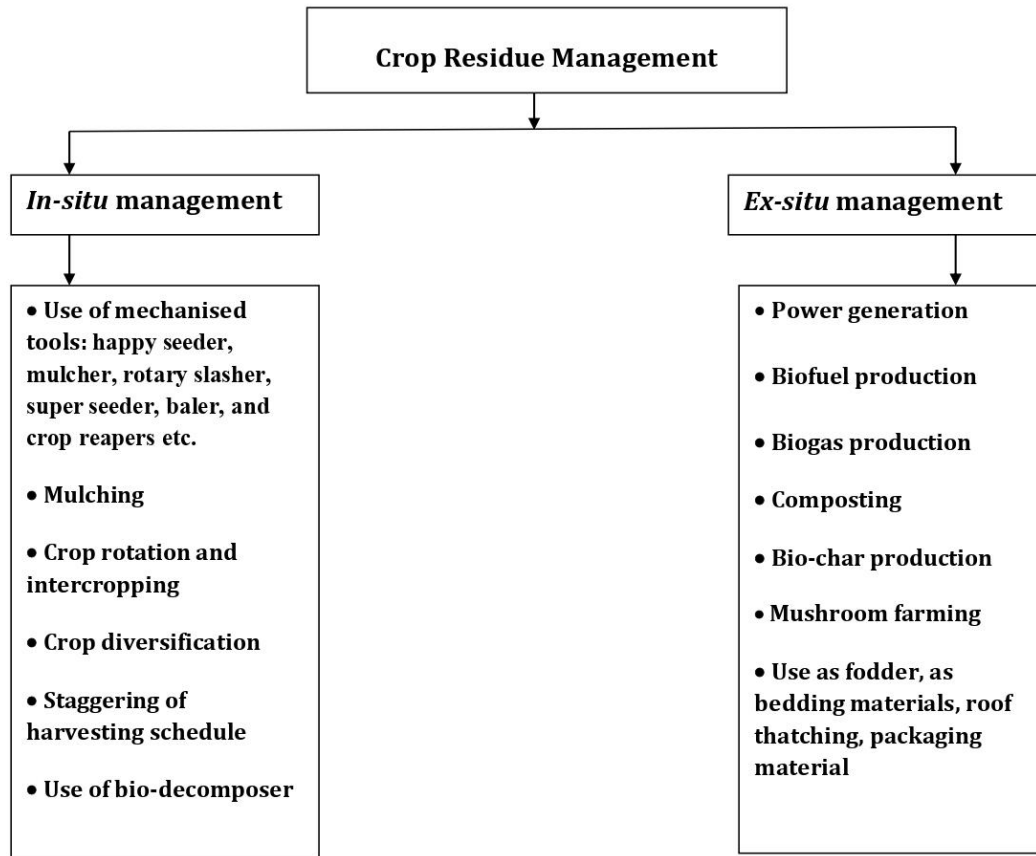 Crop Residue Management
In-situ management
• Use of mechanised
tools: happy seeder,
mulcher, rotary slasher,
super seeder, baler, and
crop reapers etc.
• Mulching
• Crop rotation and
intercropping
• Crop diversification
• Staggering of
harvesting schedule
• Use of bio-decomposer
Ex-situ management
• Power generation
• Biofuel production
• Biogas production
• Composting
• Bio-char production
• Mushroom farming
• Use as fodder, as
bedding materials, roof
thatching, packaging
material